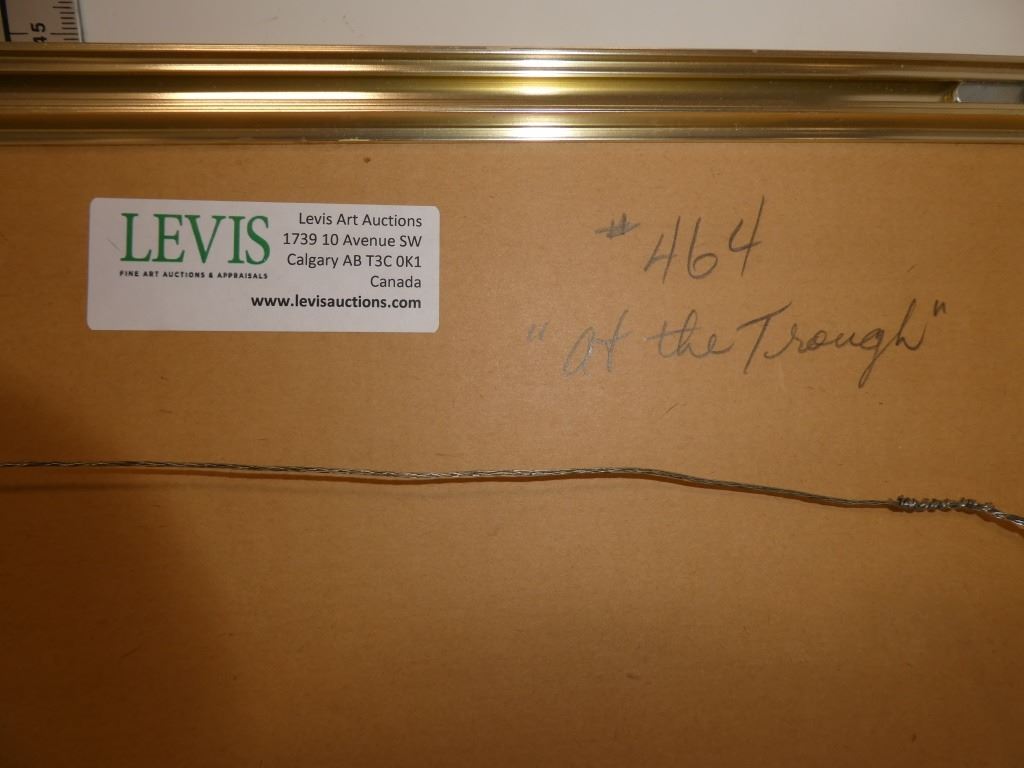 45
LEVIS
FINE ART AUCTIONS & APPRAISALS
Levis Art Auctions
1739 10 Avenue SW
Calgary AB T3C 0K1
Canada
www.levisauctions.com
# 464
"At the Trough"